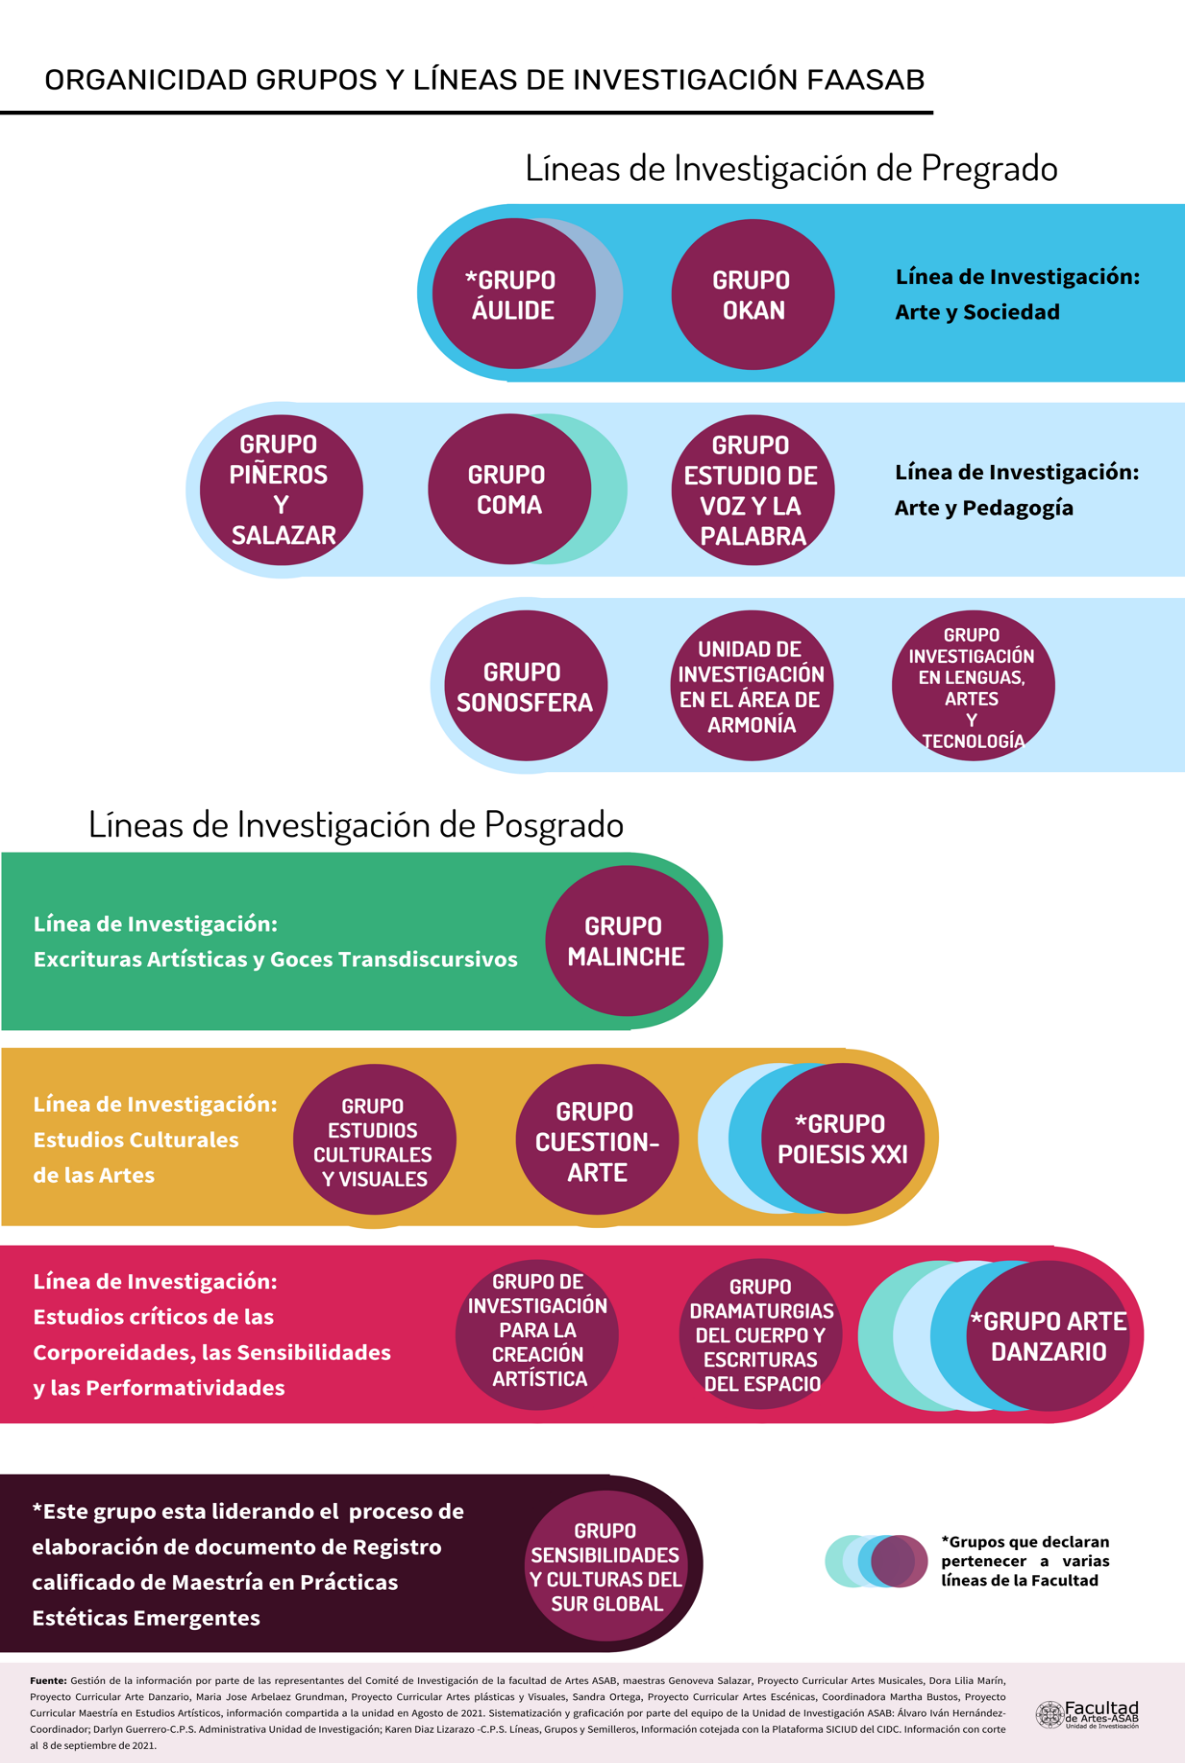 ORGANICIDAD GRUPOS Y LÍNEAS DE INVESTIGACIÓN FAASAB
Líneas de Investigación de Pregrado
*GRUPO
ÁULIDE
GRUPO
OKAN
Línea de Investigación:
Arte y Sociedad
GRUPO
PIÑEROS
Y
SALAZAR
GRUPO
COMA
GRUPO
ESTUDIO DE
VOZ Y LA
PALABRA
Línea de Investigación:
Arte y Pedagogía
GRUPO
SONOSFERA
UNIDAD DE
INVESTIGACIÓN
EN EL ÁREA DE
ARMONÍA
GRUPO
INVESTIGACIÓN
EN LENGUAS,
ARTES
Y
TECNOLOGÍA
Líneas de Investigación de Posgrado
Línea de Investigación:
Excrituras Artísticas y Goces Transdiscursivos
GRUPO
MALINCHE
Línea de Investigación:
Estudios Culturales
de las Artes
GRUPO
ESTUDIOS
CULTURALES
Y VISUALES
GRUPO
CUESTION-
ARTE
*GRUPO
POIESIS XXI
Línea de Investigación:
Estudios críticos de las
Corporeidades, las Sensibilidades
y las Performatividades
GRUPO DE
INVESTIGACIÓN
PARA LA
CREACIÓN
ARTÍSTICA
GRUPO
DRAMATURGIAS
DEL CUERPO Y
ESCRITURAS
DEL ESPACIO
*GRUPO ARTE
DANZARIO
*Este grupo esta liderando el proceso de
elaboración de documento de Registro
calificado de Maestría en Prácticas
Estéticas Emergentes
GRUPO
SENSIBILIDADES
Y CULTURAS DEL
SUR GLOBAL
*Grupos que declaran
pertenecer a varias
líneas de la Facultad
Fuente: Gestión de la información por parte de las representantes del Comité de Investigación de la facultad de Artes ASAB, maestras Genoveva Salazar, Proyecto Curricular Artes Musicales, Dora Lilia Marín,
Proyecto Curricular Arte Danzario, Maria Jose Arbelaez Grundman, Proyecto Curricular Artes plásticas y Visuales, Sandra Ortega, Proyecto Curricular Artes Escénicas, Coordinadora Martha Bustos, Proyecto
Curricular Maestría en Estudios Artísticos, información compartida a la unidad en Agosto de 2021. Sistematización y graficación por parte del equipo de la Unidad de Investigación ASAB: Álvaro Iván Hernández-
Coordinador; Darlyn Guerrero-C.P.S. Administrativa Unidad de Investigación; Karen Diaz Lizarazo -C.P.S. Líneas, Grupos y Semilleros, Información cotejada con la Plataforma SICIUD del CIDC. Información con corte
al 8 de septiembre de 2021.
Facultad
de Artes-ASAB
Unidad de Investigación